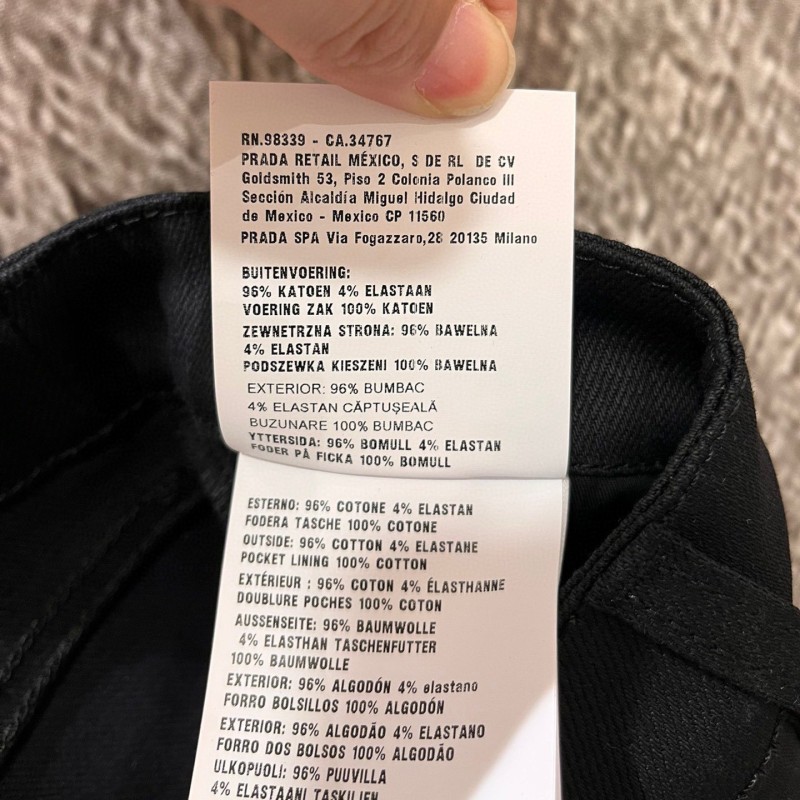 RN.98339 - CA.34767
PRADA RETAIL MÉXICO, S DE RL DE CV
Goldsmith 53, Piso 2 Colonia Polanco III
Sección Alcaldía Miguel Hidalgo Ciudad
de Mexico - Mexico CP 11560
PRADA SPA Via Fogazzaro,28 20135 Milano
BUITENVOERING:
96% KATOEN 4% ELASTAAN
VOERING ZAK 100% KATOEN
ZEWNETRZNA STRONA: 96% BAWELNA
4% ELASTAN
PODSZEWKA KIESZENI 100% BAWELNA
EXTERIOR: 96% BUMBAC
4% ELASTAN CĂPTUȘEALĂ
BUZUNARE 100% BUMBAC
YTTERSIDA: 96% BOMULL 4% ELASTAN
FODER PÅ FICKA 100% BOMULL
ESTERNO: 96% COTONE 4% ELASTAN
FODERA TASCHE 100% COTONE
OUTSIDE: 96% COTTON 4% ELASTANE
POCKET LINING 100% COTTON
EXTÉRIEUR : 96% COTON 4% ÉLASTHANNE
DOUBLURE POCHES 100% COTON
AUSSENSEITE: 96% BAUMWOLLE
4% ELASTHAN TASCHENFUTTER
100% BAUMWOLLE
EXTERIOR: 96% ALGODÓN 4% elastano
FORRO BOLSILLOS 100% ALGODÓN
EXTERIOR: 96% ALGODÃO 4% ELASTANO
FORRO DOS BOLSOS 100% ALGODÃO
ULKOPUOLI: 96% PUUVILLA
4% ELASTAANI TASKUJEN